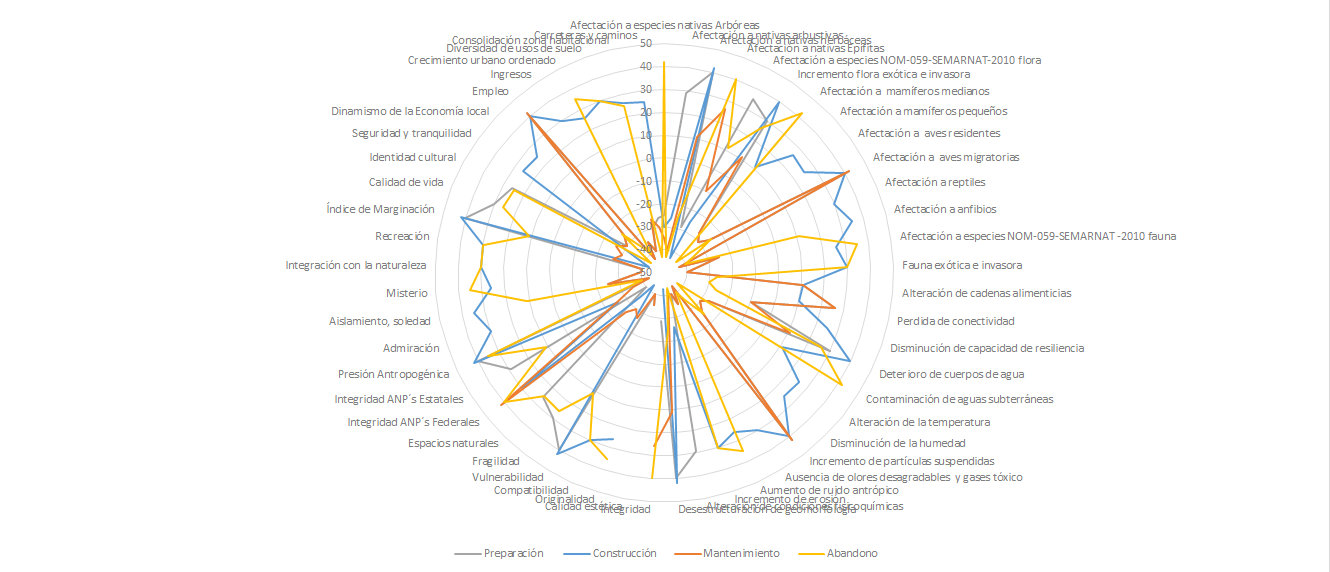 Afectación a especies nativas Arbóreas
Afectación a nativas arbustivas
Afectación a nativas herbáceas
Afectación a nativas Epífitas
Afectación a especies NOM-059-SEMARNAT-2010 flora
Incremento flora exótica e invasora
Afectación a mamíferos medianos
Afectación a mamíferos pequeños
Afectación a aves residentes
Afectación a aves migratorias
Afectación a reptiles
Afectación a anfibios
Afectación a especies NOM-059-SEMARNAT -2010 fauna
Fauna exótica e invasora
Alteración de cadenas alimenticias
Perdida de conectividad
Disminución de capacidad de resiliencia
Deterioro de cuerpos de agua
Contaminación de aguas subterráneas
Alteración de la temperatura
Disminución de la humedad
Incremento de partículas suspendidas
Ausencia de olores desagradables y gases tóxico
Aumento de ruido antrópico
Incremento de erosión
Alteración de condiciones fisicoquímicas
Desestructuración de geomorfología
Integridad
Calidad estética
Originalidad
Compatibilidad
Vulnerabilidad
Fragilidad
Espacios naturales
Integridad ANP´s Federales
Integridad ANP´s Estatales
Presión Antropogénica
Admiración
Aislamiento, soledad
Misterio
Integración con la naturaleza
Recreación
Índice de Marginación
Calidad de vida
Identidad cultural
Seguridad y tranquilidad
Dinamismo de la Economía local
Empleo
Ingresos
Crecimiento urbano ordenado
Diversidad de usos de suelo
Consolidación zona habitacional
Carreteras y caminos
50
40
30
20
10
0
-10
-20
-30
-40
-50
Preparación
Construcción
Mantenimiento
Abandono